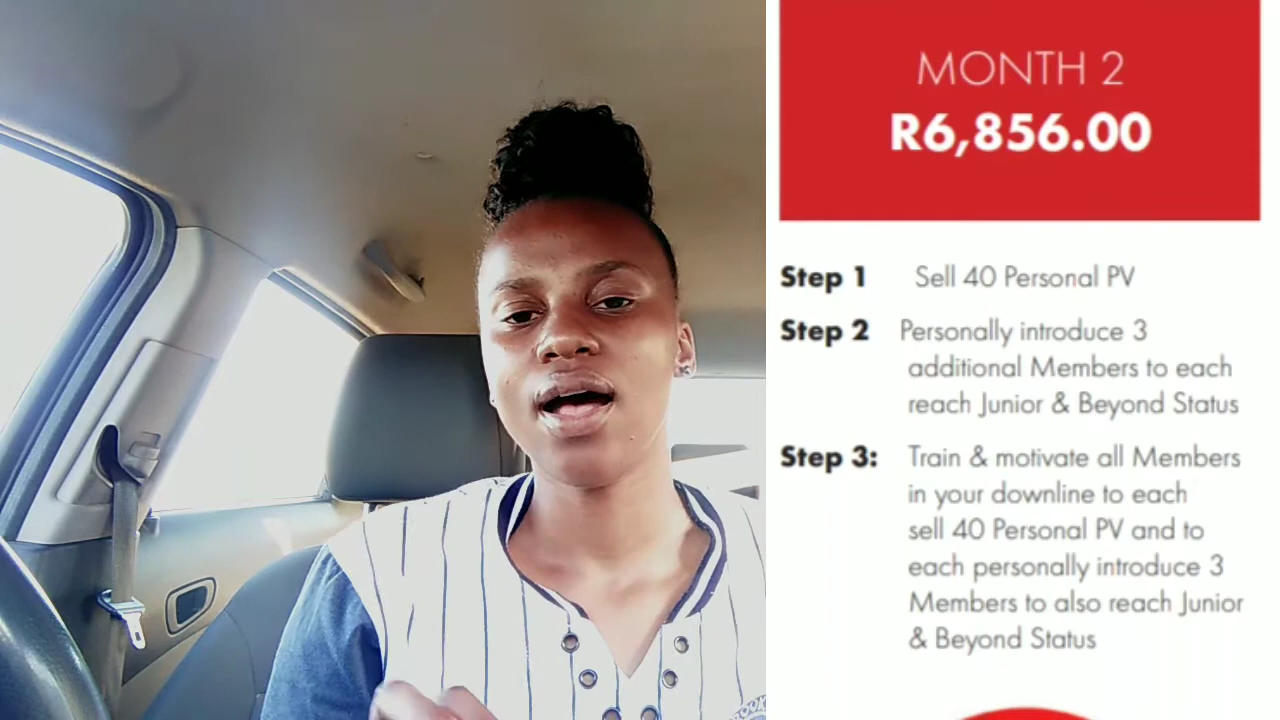 MONTH 2
R6,856.00
Step 1 Sell 40 Personal PV
Step 2 Personally introduce 3
additional Members to each
reach Junior & Beyond Status
Step 3: Train & motivate all Members
in your downline to each
sell 40 Personal PV and to
each personally introduce 3
Members to also reach Junior
& Beyond Status